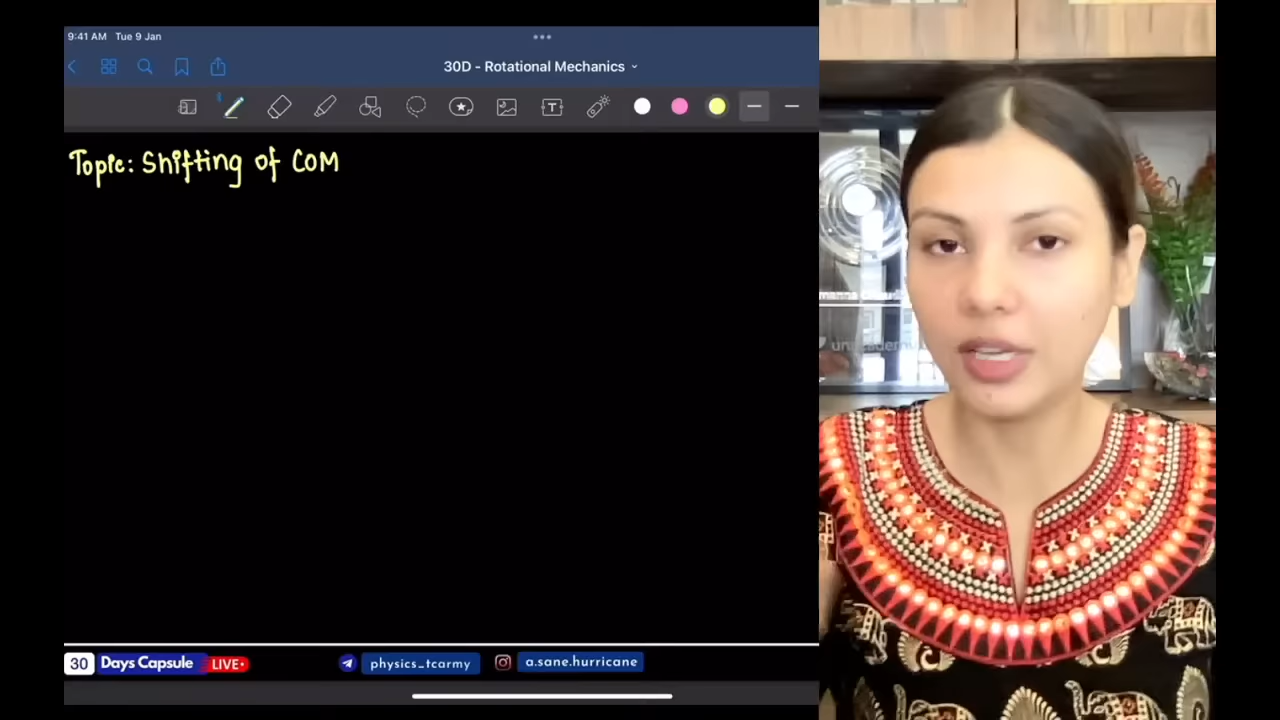 9:41 AM Tue 9 Jan
30D - Rotational Mechanics
T
Topic: Shifting of COM
30 Days Capsule LIVE
physics_tcarmy
a.sane.hurricane